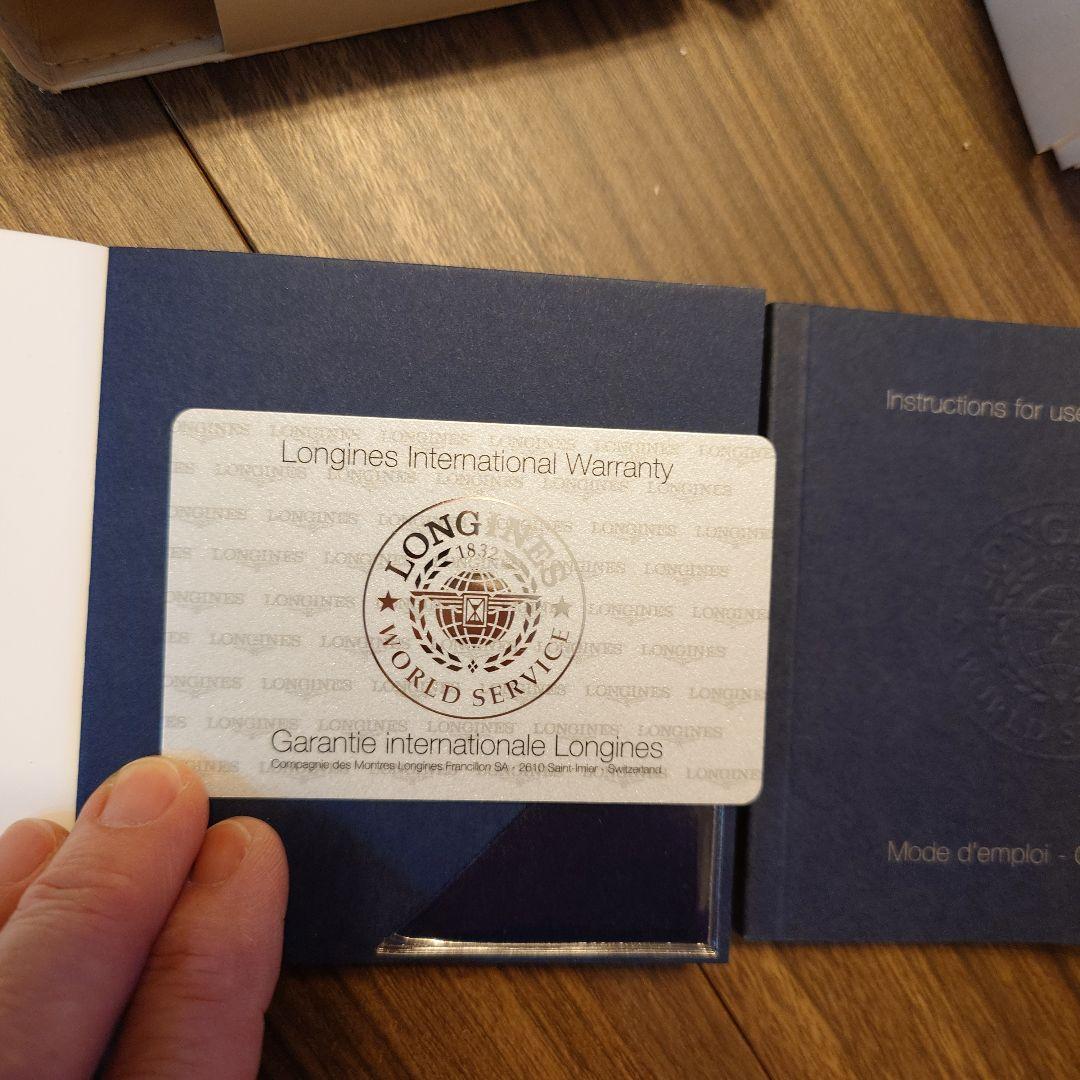 Longines International Warranty
LONGINES
1832
WORLD SERVICE
Garantie internationale Longines
Compagnie des Montres Longines Francillon SA - 2610 Saint-Imier - Switzerland
Instructions for use
Mode d'emploi -